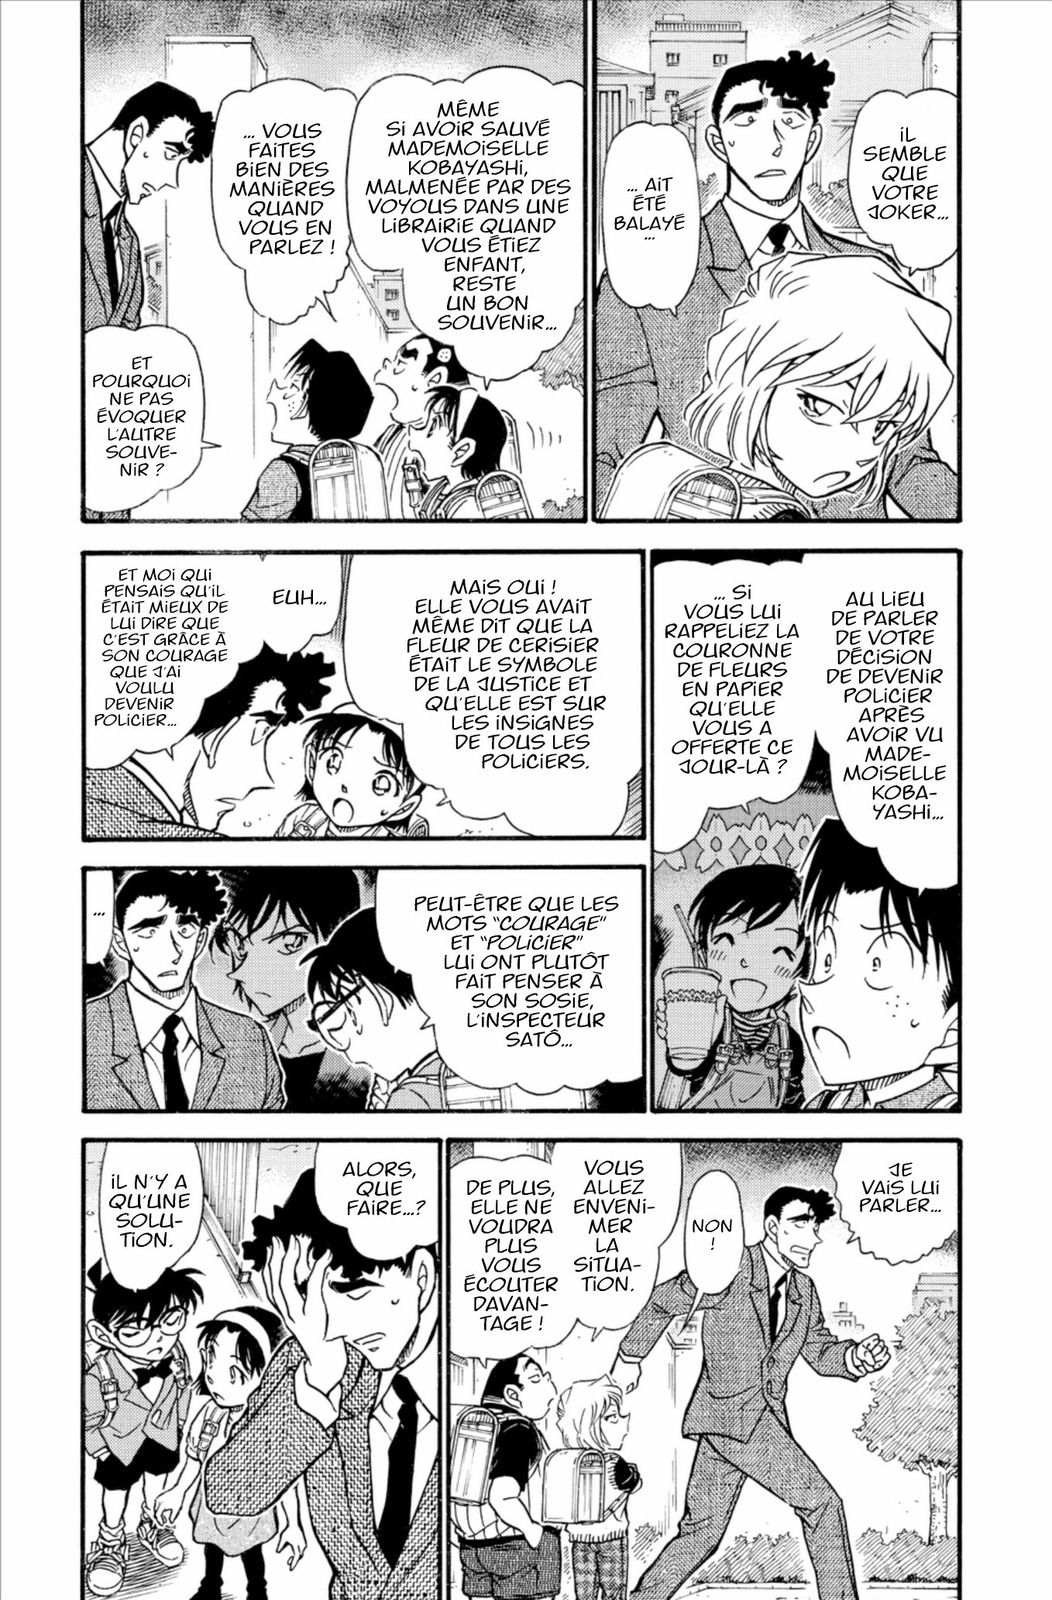 iL
SEMBLE
QUE
VOTRE
JOKER...
... AiT
ÉTÉ
BALAYÉ
...
MÊME
Si AVOiR SAUVÉ
MADEMOiSELLE
KOBAYASHi,
MALMENÉE PAR DES
VOYOUS DANS UNE
LiBRAiRiE QUAND
VOUS ÉTiEZ
ENFANT,
RESTE
UN BON
SOUVENiR...
... VOUS
FAiTES
BiEN DES
MANiÈRES
QUAND
VOUS EN
PARLEZ !
ET
POURQUOi
NE PAS
ÉVOQUER
L'AUTRE
SOUVE-
NiR ?
AU LiEU
DE PARLER
DE VOTRE
DÉCiSiON
DE DEVENiR
POLiCiER
APRÈS
AVOiR VU
MADE-
MOiSELLE
KOBA-
YASHi...
... Si
VOUS LUi
RAPPELiEZ LA
COURONNE
DE FLEURS
EN PAPiER
QU'ELLE
VOUS A
OFFERTE CE
JOUR-LÀ ?
MAiS OUi !
ELLE VOUS AVAiT
MÊME DiT QUE LA
FLEUR DE CERiSiER
ÉTAiT LE SYMBOLE
DE LA JUSTiCE ET
QU'ELLE EST SUR
LES iNSiGNES
DE TOUS LES
POLiCiERS.
EUH...
ET MOi QUi
PENSAiS QU'iL
ÉTAiT MiEUX DE
LUi DiRE QUE
C'EST GRÂCE À
SON COURAGE
QUE J'Ai
VOULU
DEVENiR
POLiCiER...
PEUT-ÊTRE QUE LES
MOTS "COURAGE"
ET "POLiCiER"
LUi ONT PLUTÔT
FAiT PENSER À
SON SOSiE,
L'iNSPECTEUR
SATÔ...
...
JE
VAiS LUi
PARLER...
NON
!
VOUS
ALLEZ
ENVENi-
MER
LA
SiTUA-
TiON.
DE PLUS,
ELLE NE
VOUDRA
PLUS
VOUS
ÉCOUTER
DAVAN-
TAGE !
ALORS,
QUE
FAiRE...?
iL N'Y A
QU'UNE
SOLU-
TiON.